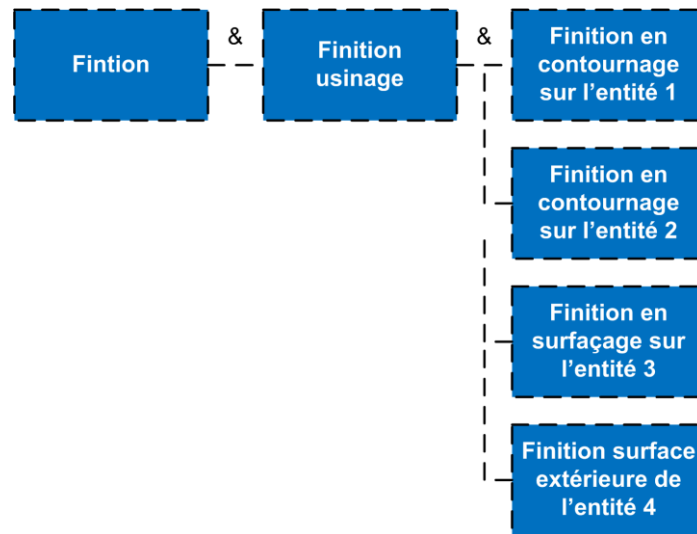 Fintion
&
Finition
usinage
&
Finition en
contournage
sur l'entité 1
Finition en
contournage
sur l'entité 2
Finition en
surfaçage sur
l'entité 3
Finition surface
extérieure de
l'entité 4